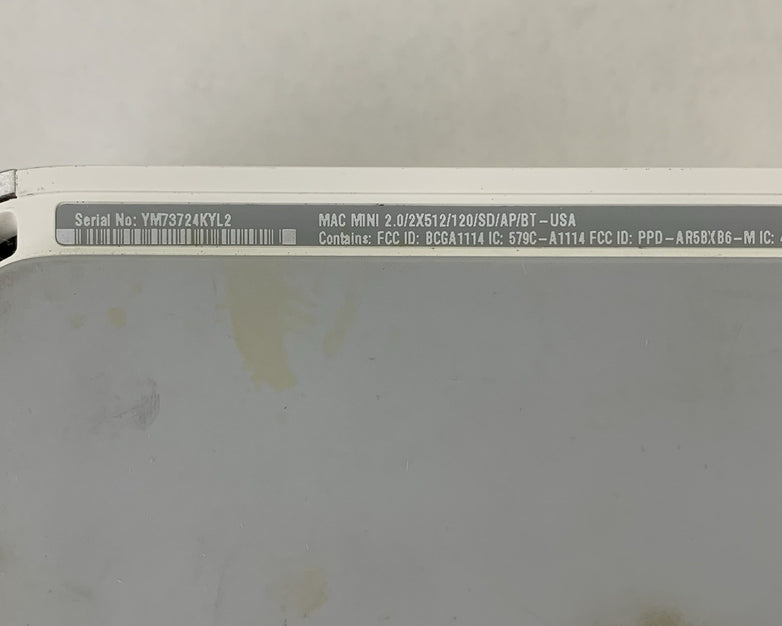 Serial No: YM73724KYL2
MAC MINI 2.0/2X512/120/SD/AP/BT-USA
Contains: FCC ID: BCGA1114 IC: 579C-A1114 FCC ID: PPD-AR5BXB6-M IC: